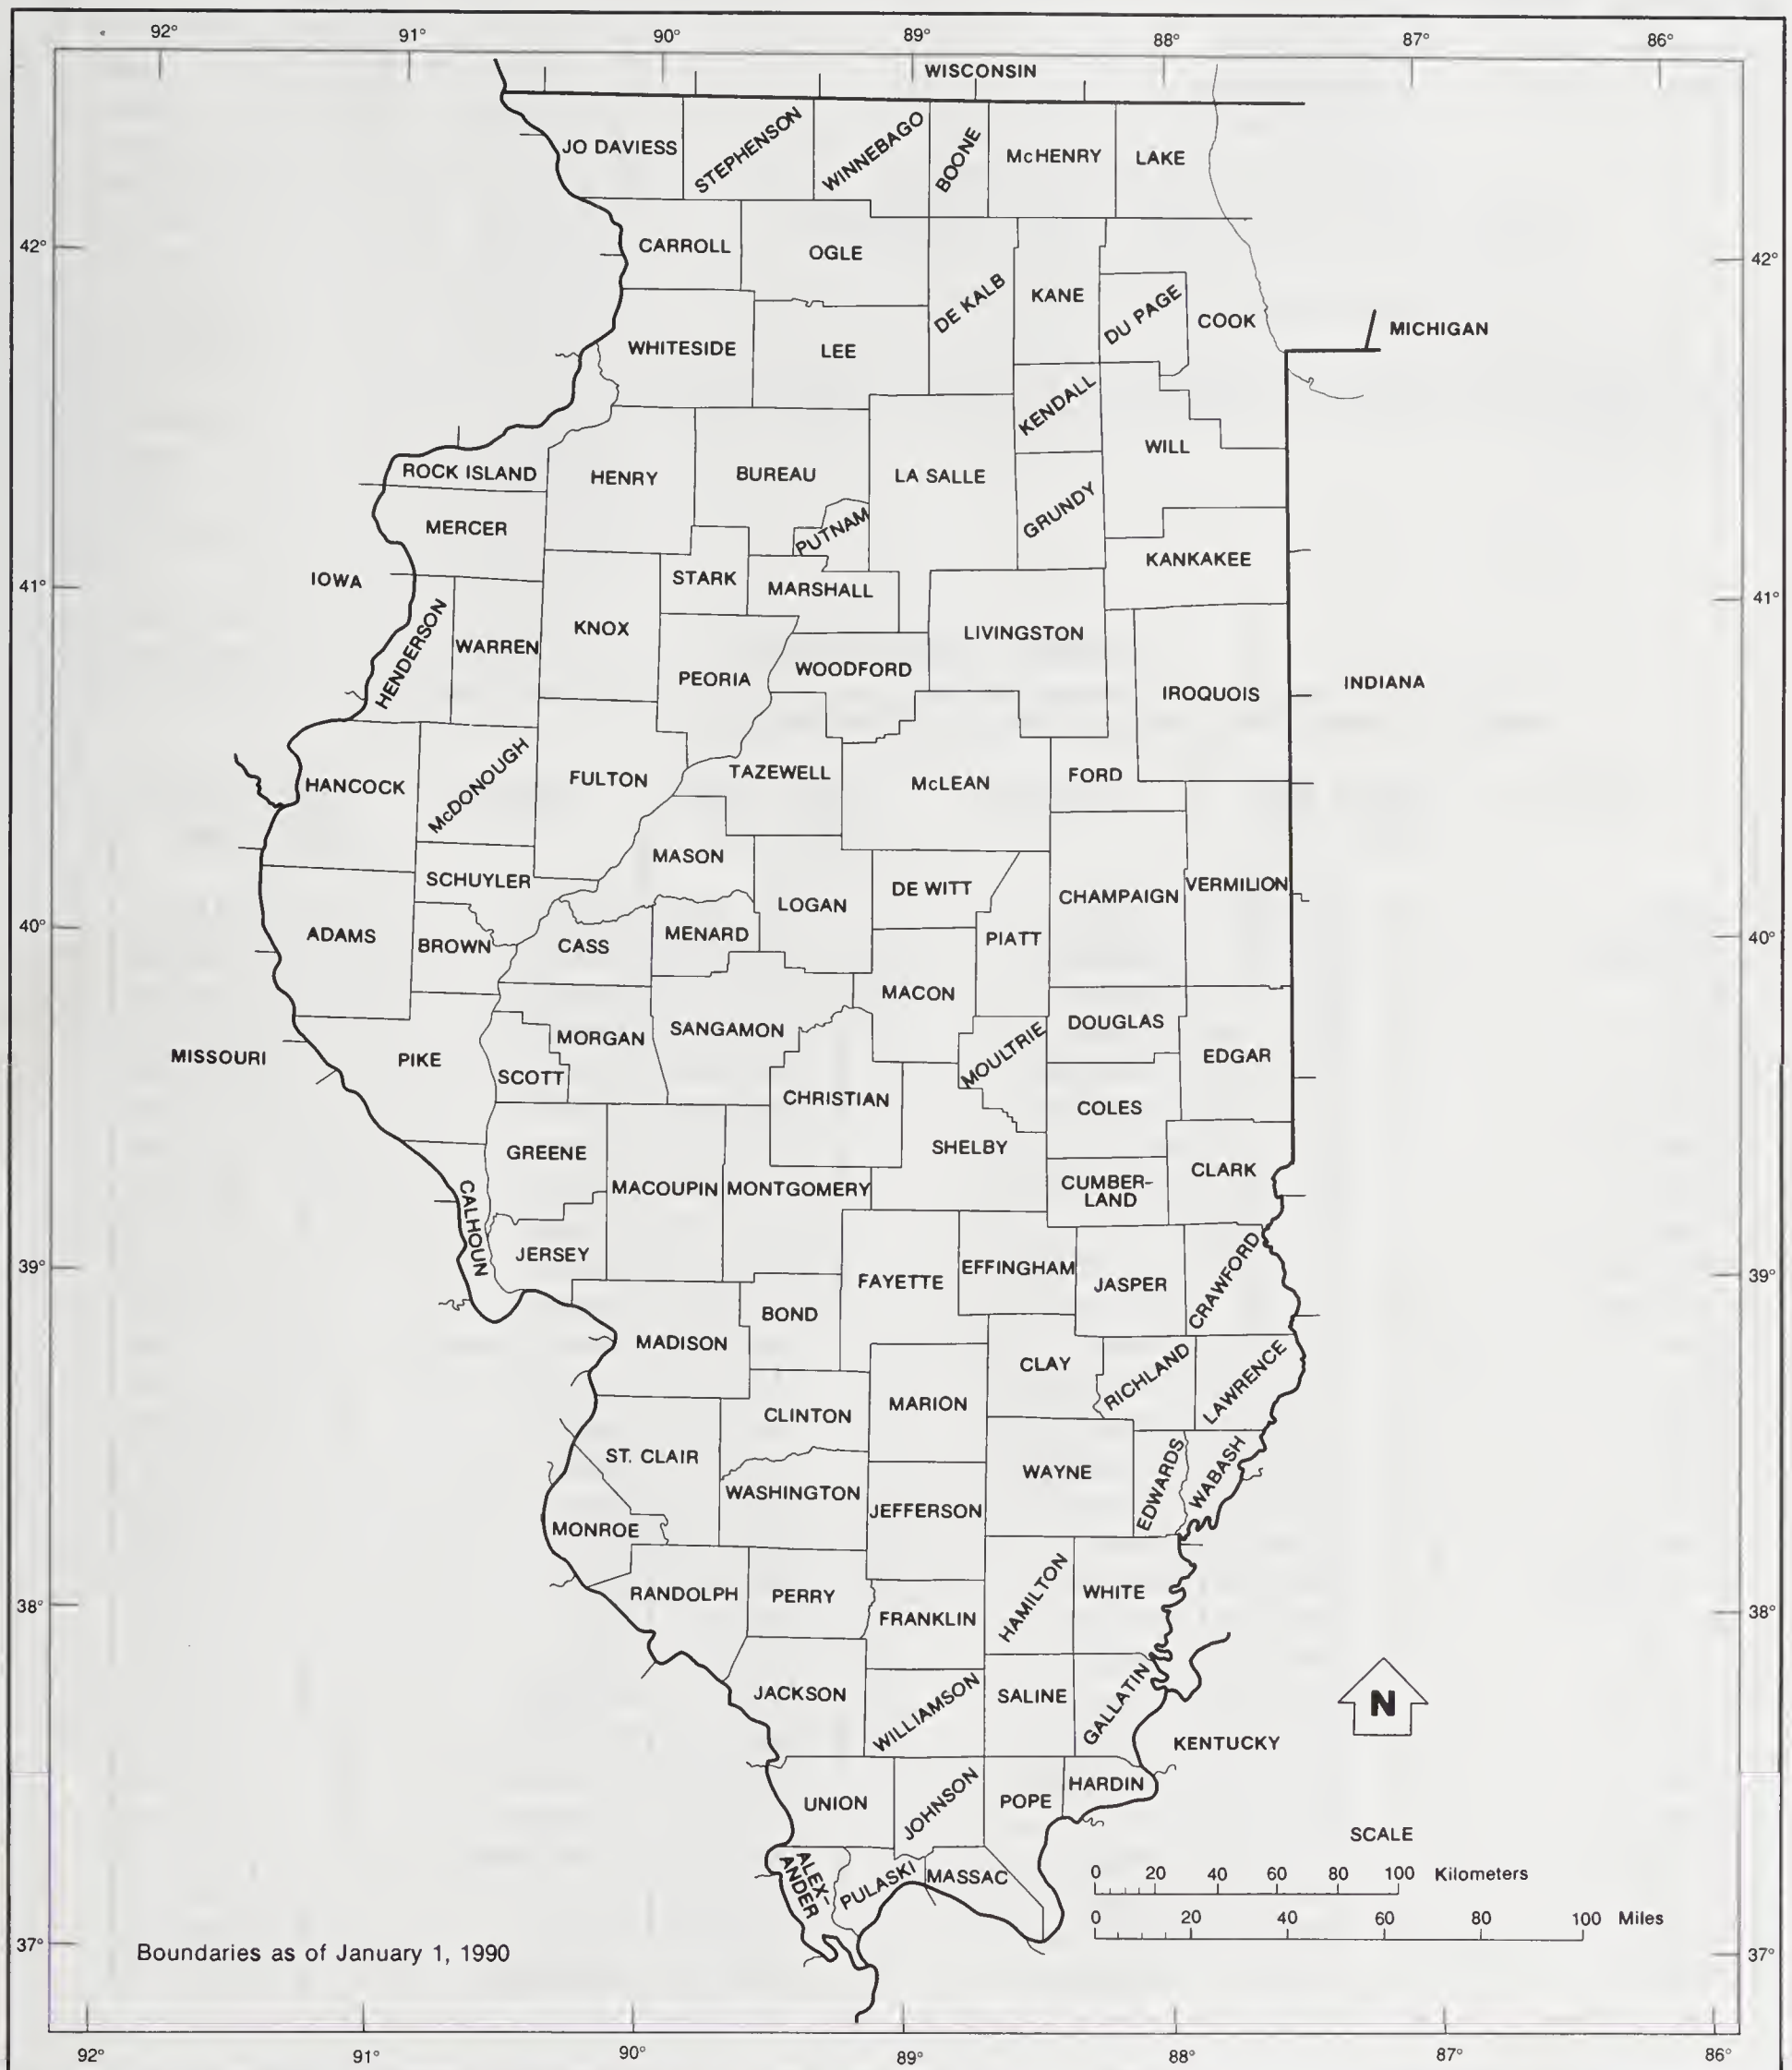 92° 91° 90° 89° 88° 87° 86°
WISCONSIN
JO DAVIESS STEPHENSON WINNEBAGO BOONE McHENRY LAKE
42° CARROLL OGLE DE KALB KANE DU PAGE COOK 42°
MICHIGAN
WHITESIDE LEE
KENDALL
WILL
ROCK ISLAND HENRY BUREAU LA SALLE
MERCER PUTNAM GRUNDY
KANKAKEE
IOWA STARK MARSHALL
41° 41°
HENDERSON WARREN KNOX LIVINGSTON
PEORIA WOODFORD IROQUOIS INDIANA
HANCOCK McDONOUGH FULTON TAZEWELL McLEAN FORD
MASON
SCHUYLER DE WITT CHAMPAIGN VERMILION
LOGAN
40° ADAMS BROWN CASS MENARD PIATT 40°
MACON
MORGAN SANGAMON MOULTRIE DOUGLAS
MISSOURI PIKE EDGAR
SCOTT CHRISTIAN COLES
GREENE SHELBY
CLARK
CALHOUN MACOUPIN MONTGOMERY CUMBER-
LAND
JERSEY
39° FAYETTE EFFINGHAM JASPER CRAWFORD 39°
BOND
MADISON
CLAY RICHLAND LAWRENCE
CLINTON MARION
ST. CLAIR
WAYNE EDWARDS WABASH
WASHINGTON JEFFERSON
MONROE
RANDOLPH PERRY HAMILTON WHITE
38° FRANKLIN 38°
JACKSON WILLIAMSON SALINE GALLATIN
N
KENTUCKY
UNION JOHNSON POPE HARDIN
SCALE
ALEX-
ANDER PULASKI MASSAC
0 20 40 60 80 100 Kilometers
0 20 40 60 80 100 Miles
37° 37°
Boundaries as of January 1, 1990
92° 91° 90° 89° 88° 87° 86°